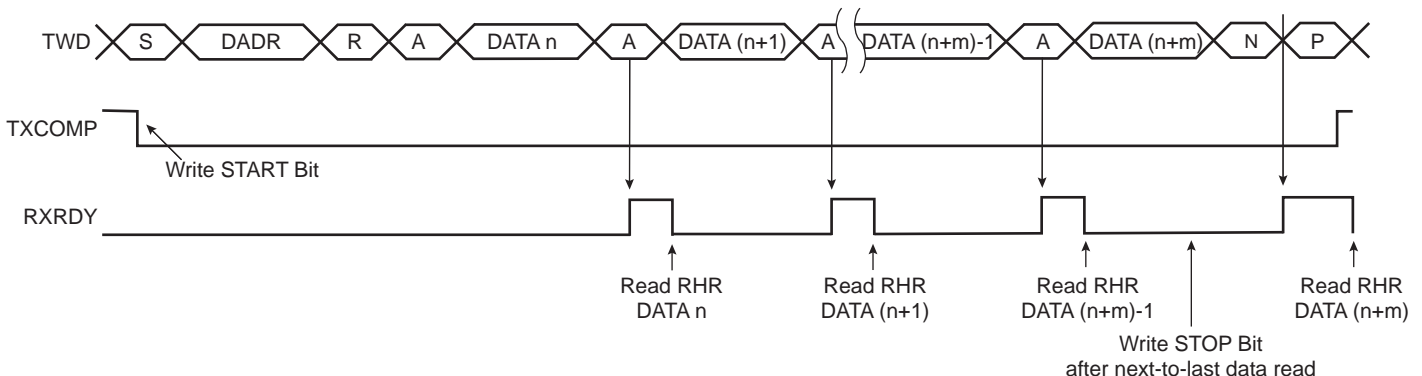 TWD S DADR R A DATA n A DATA (n+1) A DATA (n+m)-1 A DATA (n+m) N P
TXCOMP
Write START Bit
RXRDY
Read RHR
DATA n
Read RHR
DATA (n+1)
Read RHR
DATA (n+m)-1
Read RHR
DATA (n+m)
Write STOP Bit
after next-to-last data read